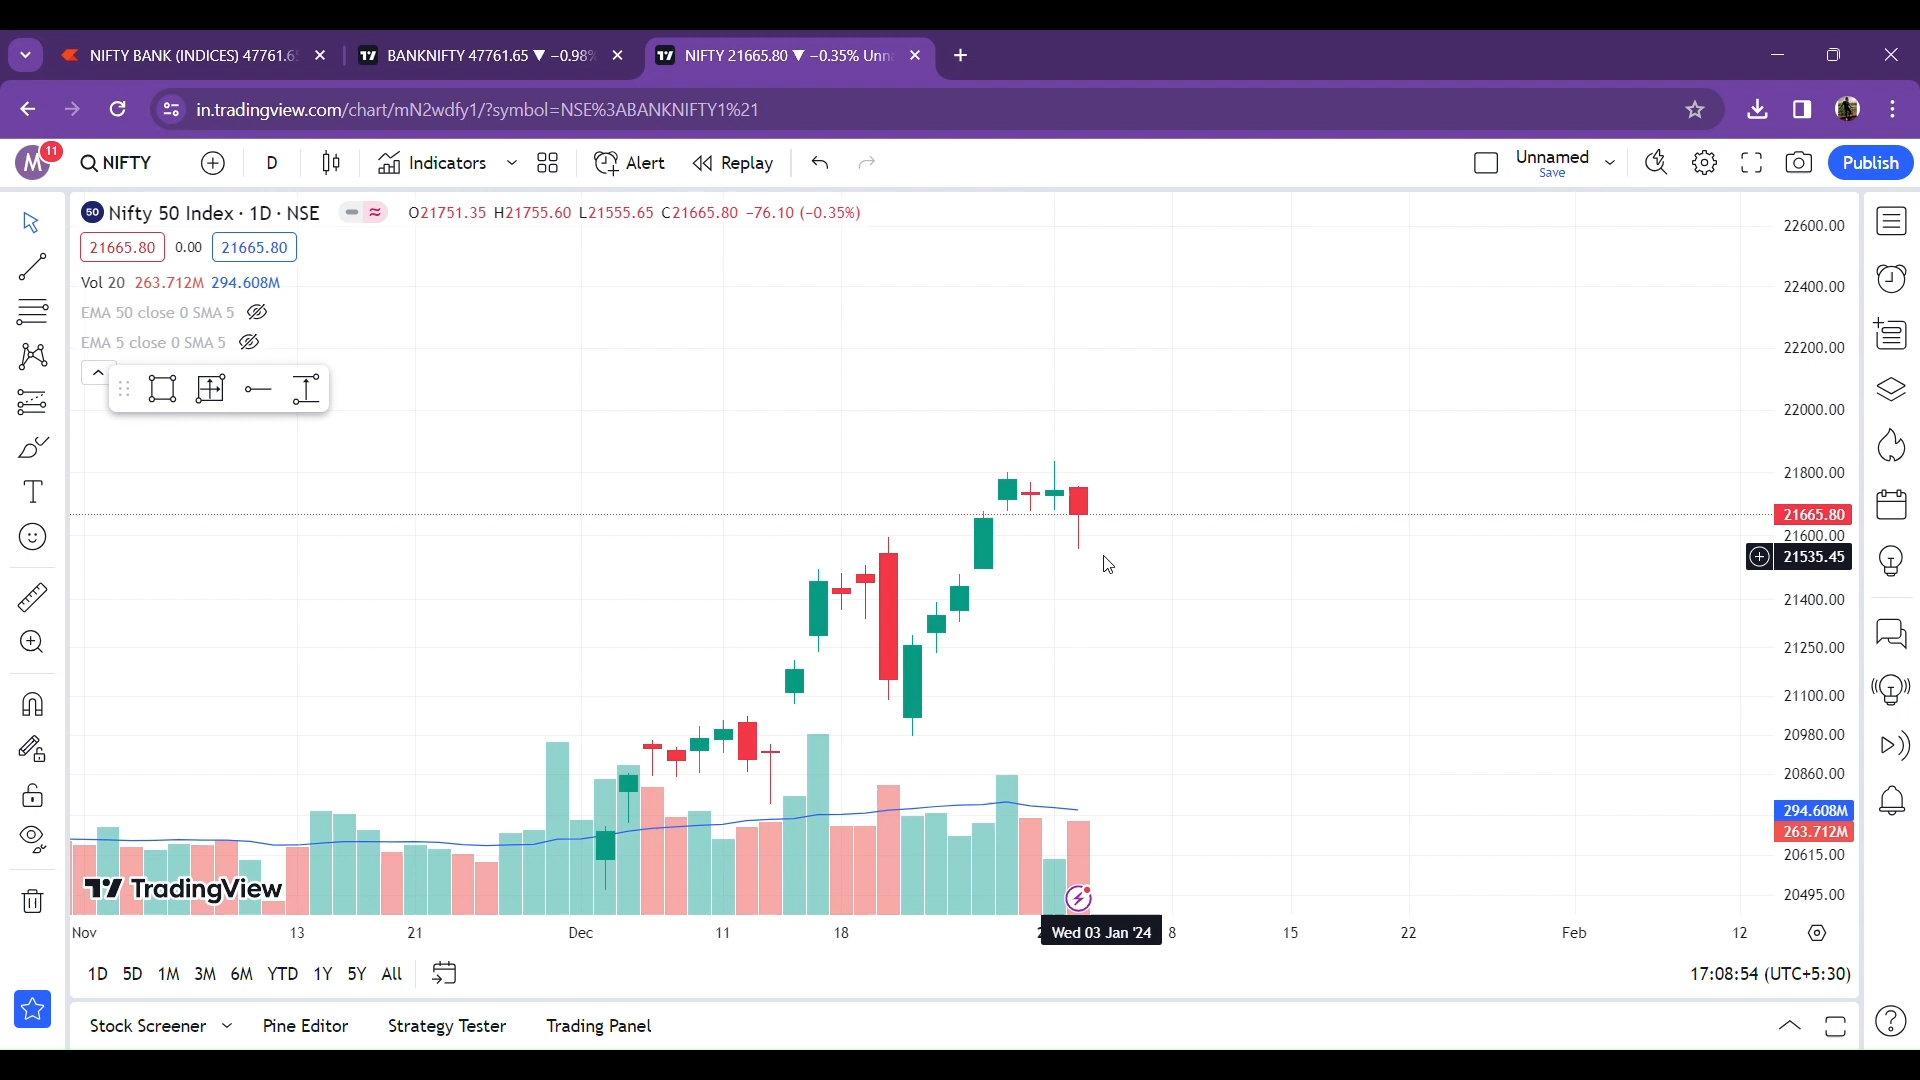 NIFTY BANK (INDICES) 47761.6
BANKNIFTY 47761.65 ▼ −0.98%
NIFTY 21665.80 ▼ −0.35% Unn
in.tradingview.com/chart/mN2wdfy1/?symbol=NSE%3ABANKNIFTY1%21
M 11 NIFTY D Indicators Alert Replay Unnamed Save Publish
50 Nifty 50 Index · 1D · NSE O21751.35 H21755.60 L21555.65 C21665.80 −76.10 (−0.35%)
21665.80 0.00 21665.80
Vol 20 263.712M 294.608M
EMA 50 close 0 SMA 5
EMA 5 close 0 SMA 5
22600.00
22400.00
22200.00
22000.00
21800.00
21665.80
21600.00
21535.45
21400.00
21250.00
21100.00
20980.00
20860.00
294.608M
263.712M
20615.00
20495.00
TradingView
Nov 13 21 Dec 11 18 Wed 03 Jan '24 8 15 22 Feb 12
1D 5D 1M 3M 6M YTD 1Y 5Y All 17:08:54 (UTC+5:30)
Stock Screener Pine Editor Strategy Tester Trading Panel